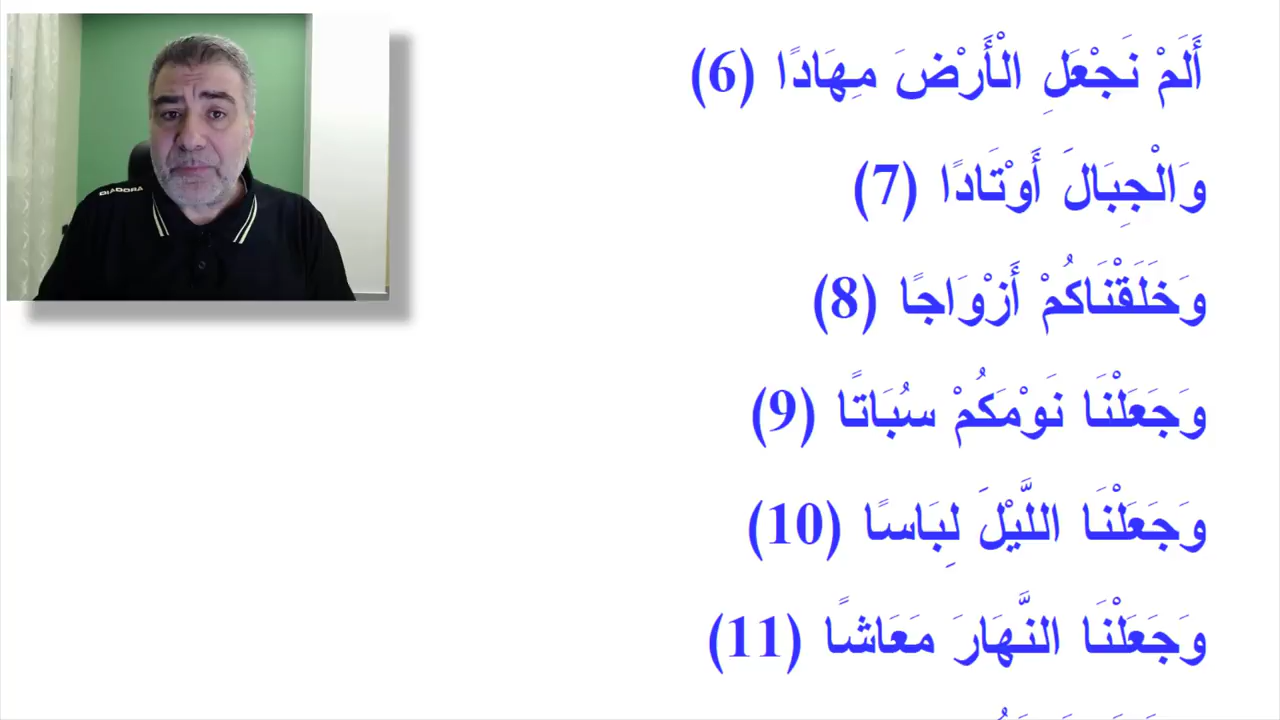 أَلَمْ نَجْعَلِ الْأَرْضَ مِهَادًا (6)
وَالْجِبَالَ أَوْتَادًا (7)
وَخَلَقْنَاكُمْ أَزْوَاجًا (8)
وَجَعَلْنَا نَوْمَكُمْ سُبَاتًا (9)
وَجَعَلْنَا اللَّيْلَ لِبَاسًا (10)
وَجَعَلْنَا النَّهَارَ مَعَاشًا (11)
DIADORA